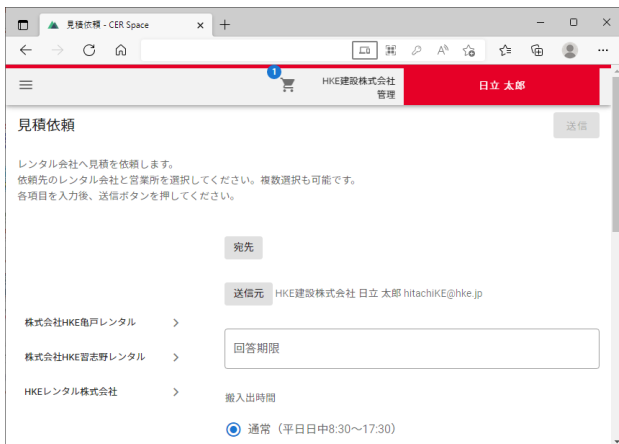 見積依頼 - CER Space
1
HKE建設株式会社
管理
日立 太郎
見積依頼
送信
レンタル会社へ見積を依頼します。
依頼先のレンタル会社と営業所を選択してください。複数選択も可能です。
各項目を入力後、送信ボタンを押してください。
宛先
送信元 HKE建設株式会社 日立 太郎 hitachiKE@hke.jp
株式会社HKE亀戸レンタル
株式会社HKE習志野レンタル
HKEレンタル株式会社
回答期限
搬入出時間
通常（平日日中8:30～17:30）